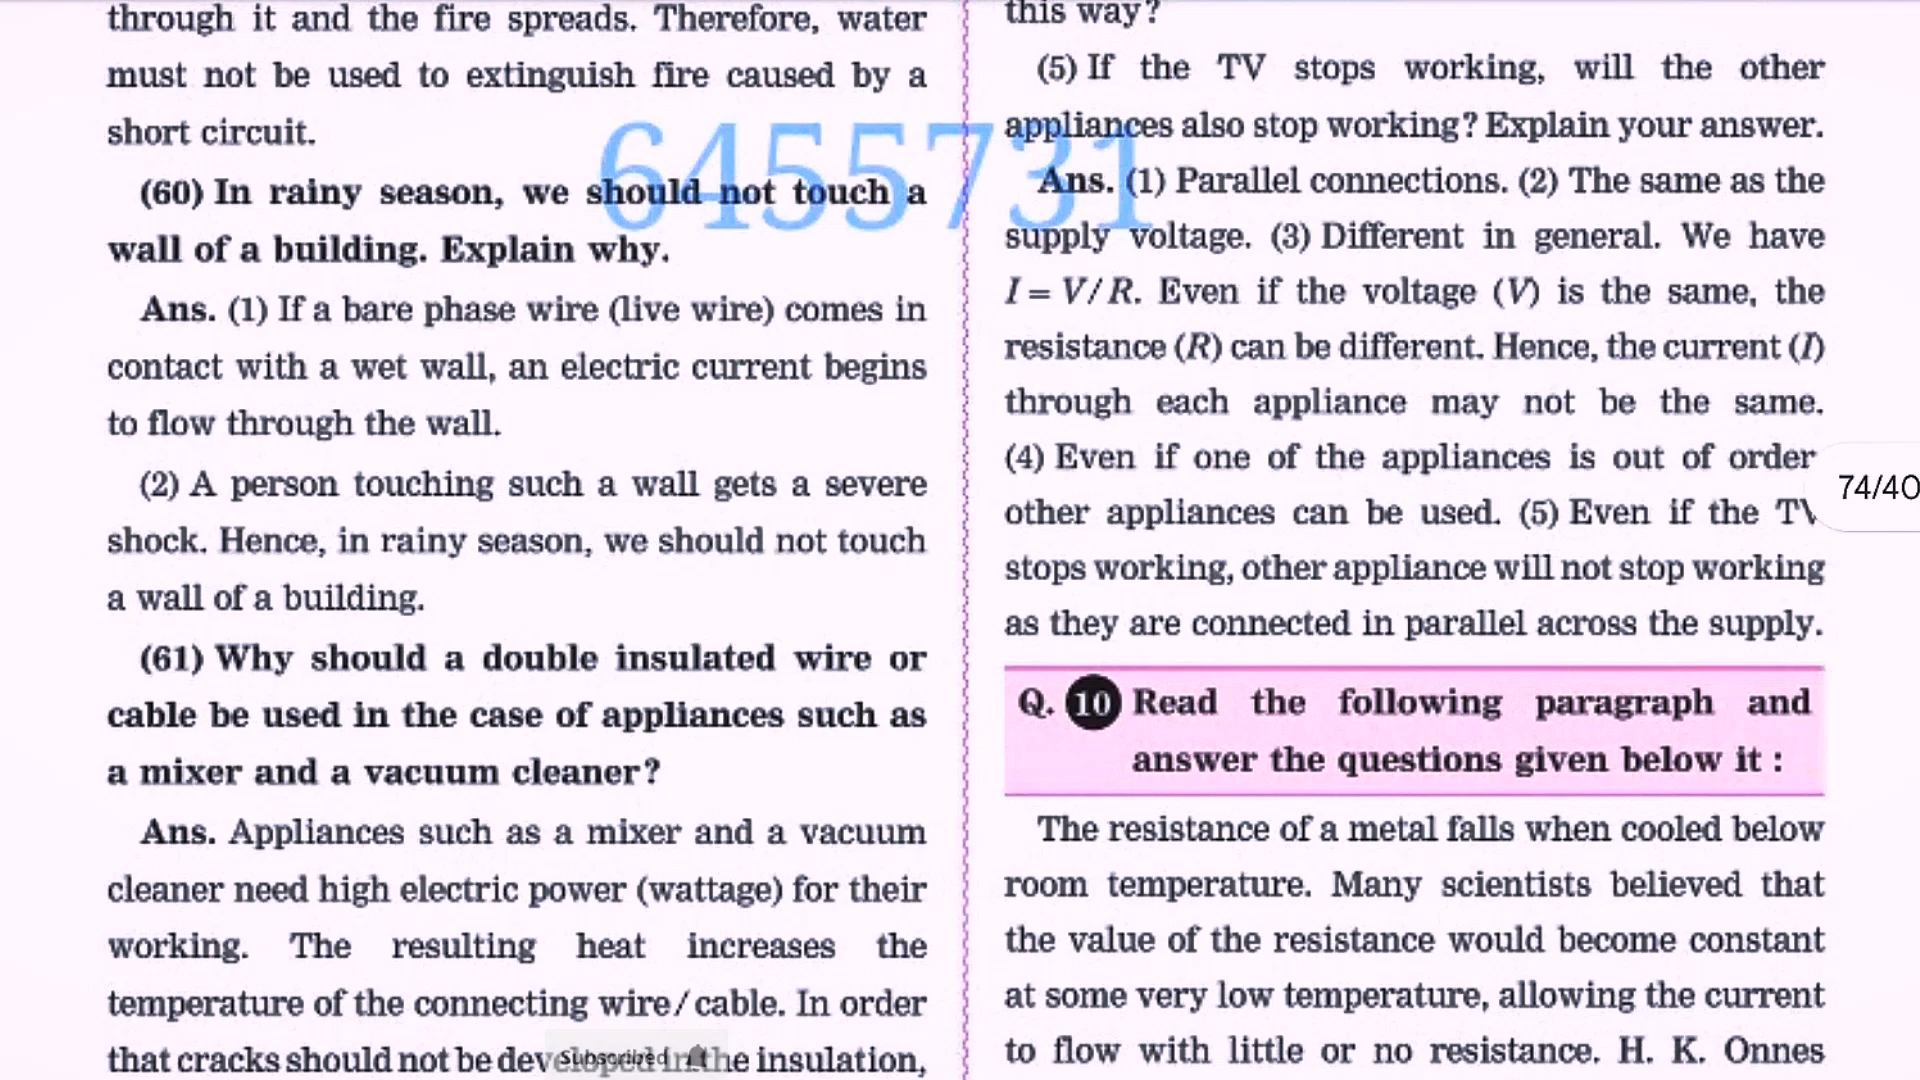 through it and the fire spreads. Therefore, water
must not be used to extinguish fire caused by a
short circuit.
(60) In rainy season, we should not touch a
wall of a building. Explain why.
Ans. (1) If a bare phase wire (live wire) comes in
contact with a wet wall, an electric current begins
to flow through the wall.
(2) A person touching such a wall gets a severe
shock. Hence, in rainy season, we should not touch
a wall of a building.
(61) Why should a double insulated wire or
cable be used in the case of appliances such as
a mixer and a vacuum cleaner?
Ans. Appliances such as a mixer and a vacuum
cleaner need high electric power (wattage) for their
working. The resulting heat increases the
temperature of the connecting wire/cable. In order
that cracks should not be developed in the insulation,
this way?
(5) If the TV stops working, will the other
appliances also stop working? Explain your answer.
Ans. (1) Parallel connections. (2) The same as the
supply voltage. (3) Different in general. We have
I = V/R. Even if the voltage (V) is the same, the
resistance (R) can be different. Hence, the current (I)
through each appliance may not be the same.
(4) Even if one of the appliances is out of order
other appliances can be used. (5) Even if the TV
stops working, other appliance will not stop working
as they are connected in parallel across the supply.
Q. 10 Read the following paragraph and
answer the questions given below it :
The resistance of a metal falls when cooled below
room temperature. Many scientists believed that
the value of the resistance would become constant
at some very low temperature, allowing the current
to flow with little or no resistance. H. K. Onnes
6455731
74/40
Subscribed